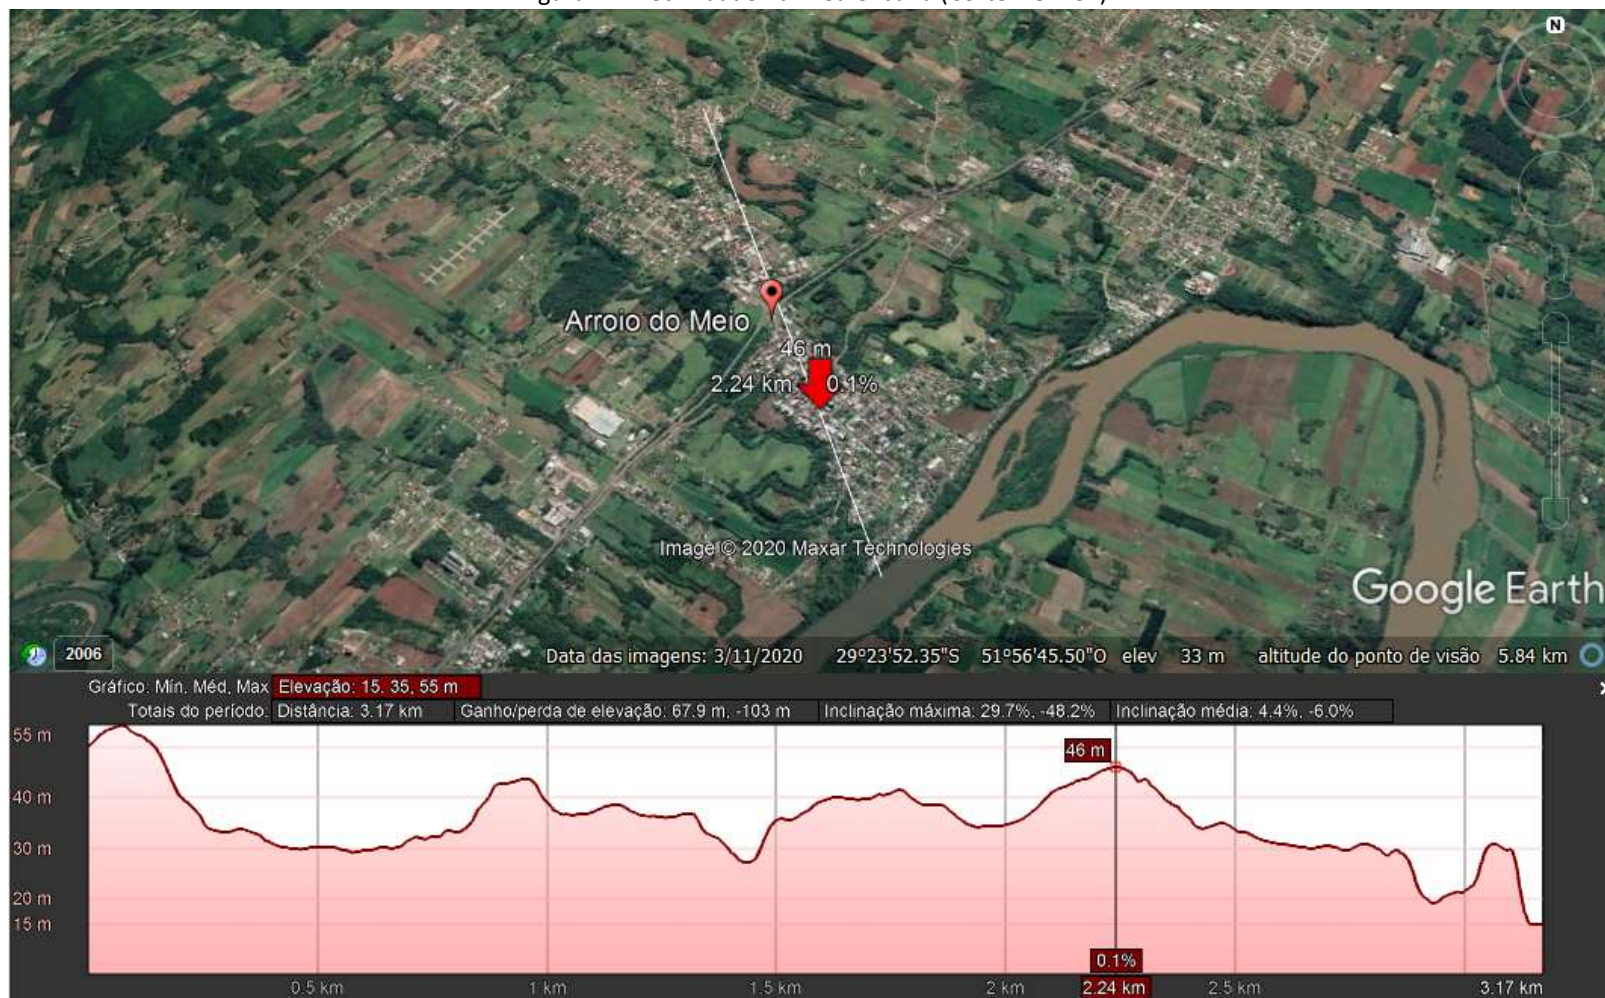 N
Arroio do Meio
46 m
2.24 km 0.1%
Image © 2020 Maxar Technologies
Google Earth
2006 Data das imagens: 3/11/2020 29°23'52.35"S 51°56'45.50"O elev 33 m altitude do ponto de visão 5.84 km
Gráfico: Mín, Méd, Max Elevação: 15, 35, 55 m
Totais do período: Distância: 3.17 km Ganho/perda de elevação: 67.9 m, -103 m Inclinação máxima: 29.7%, -48.2% Inclinação média: 4.4%, -6.0%
55 m
46 m
40 m
30 m
20 m
15 m
0.1%
0.5 km 1 km 1.5 km 2 km 2.24 km 2.5 km 3.17 km